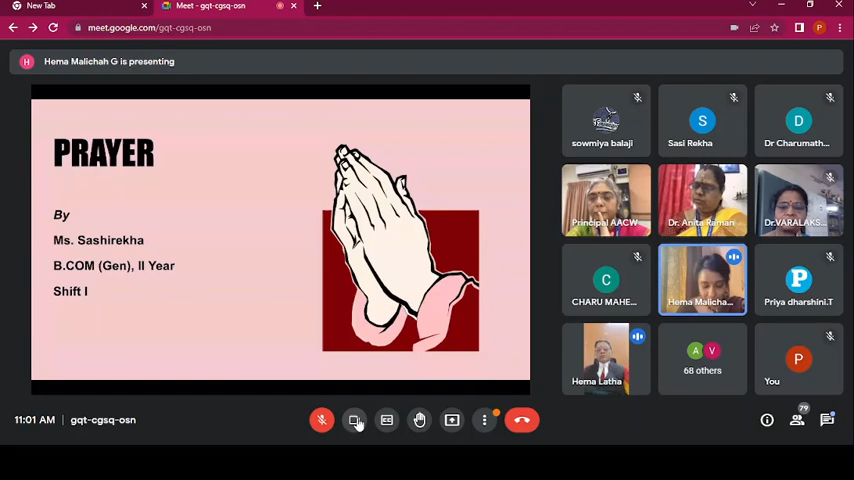 New Tab
Meet - gqt-cgsq-osn
meet.google.com/gqt-cgsq-osn
P
H
Hema Malichah G is presenting
PRAYER
By
Ms. Sashirekha
B.COM (Gen), II Year
Shift I
sowmiya balaji
S
Sasi Rekha
D
Dr Charumath...
Principal AACW
Dr. Anita Raman
Dr.VARALAKS...
C
CHARU MAHE...
Hema Malicha...
P
Priya dharshini.T
Hema Latha
A V
68 others
P
You
11:01 AM | gqt-cgsq-osn
CC
79